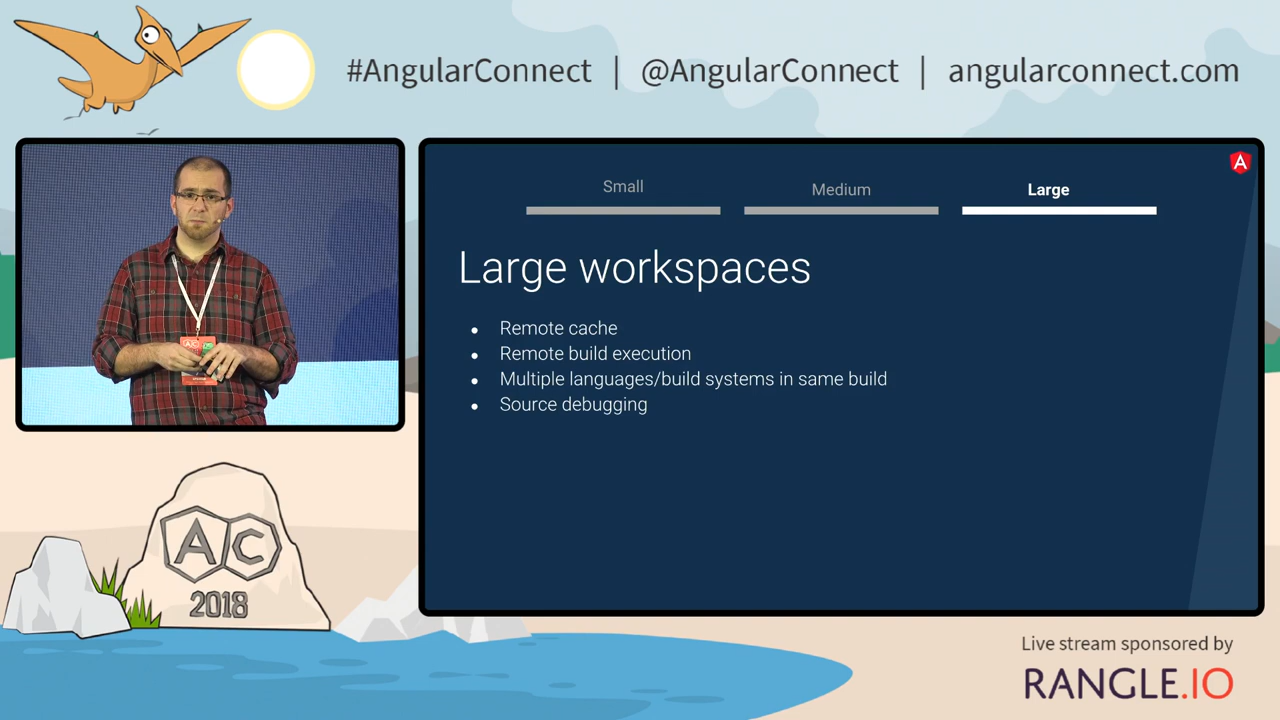 #AngularConnect | @AngularConnect | angularconnect.com
Small
Medium
Large
A
Large workspaces
● Remote cache
● Remote build execution
● Multiple languages/build systems in same build
● Source debugging
A C
2018
Live stream sponsored by
RANGLE.IO